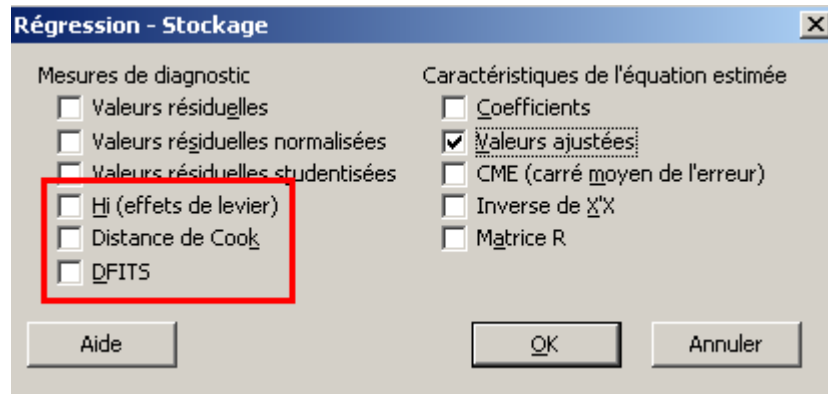 Régression - Stockage
Mesures de diagnostic
Valeurs résiduelles
Valeurs résiduelles normalisées
Valeurs résiduelles studentisées
Hi (effets de levier)
Distance de Cook
DFITS
Caractéristiques de l'équation estimée
Coefficients
Valeurs ajustées
CME (carré moyen de l'erreur)
Inverse de X'X
Matrice R
Aide
OK
Annuler